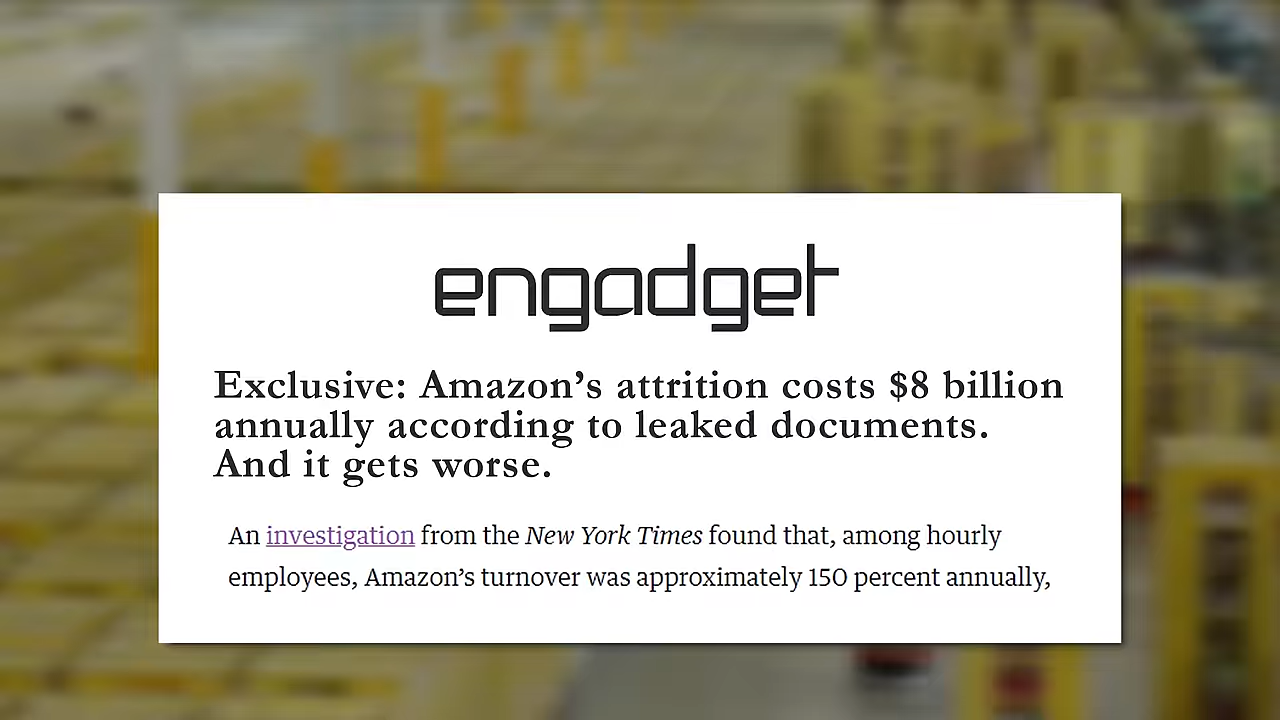 engadget
Exclusive: Amazon’s attrition costs $8 billion
annually according to leaked documents.
And it gets worse.
An investigation from the New York Times found that, among hourly
employees, Amazon’s turnover was approximately 150 percent annually,